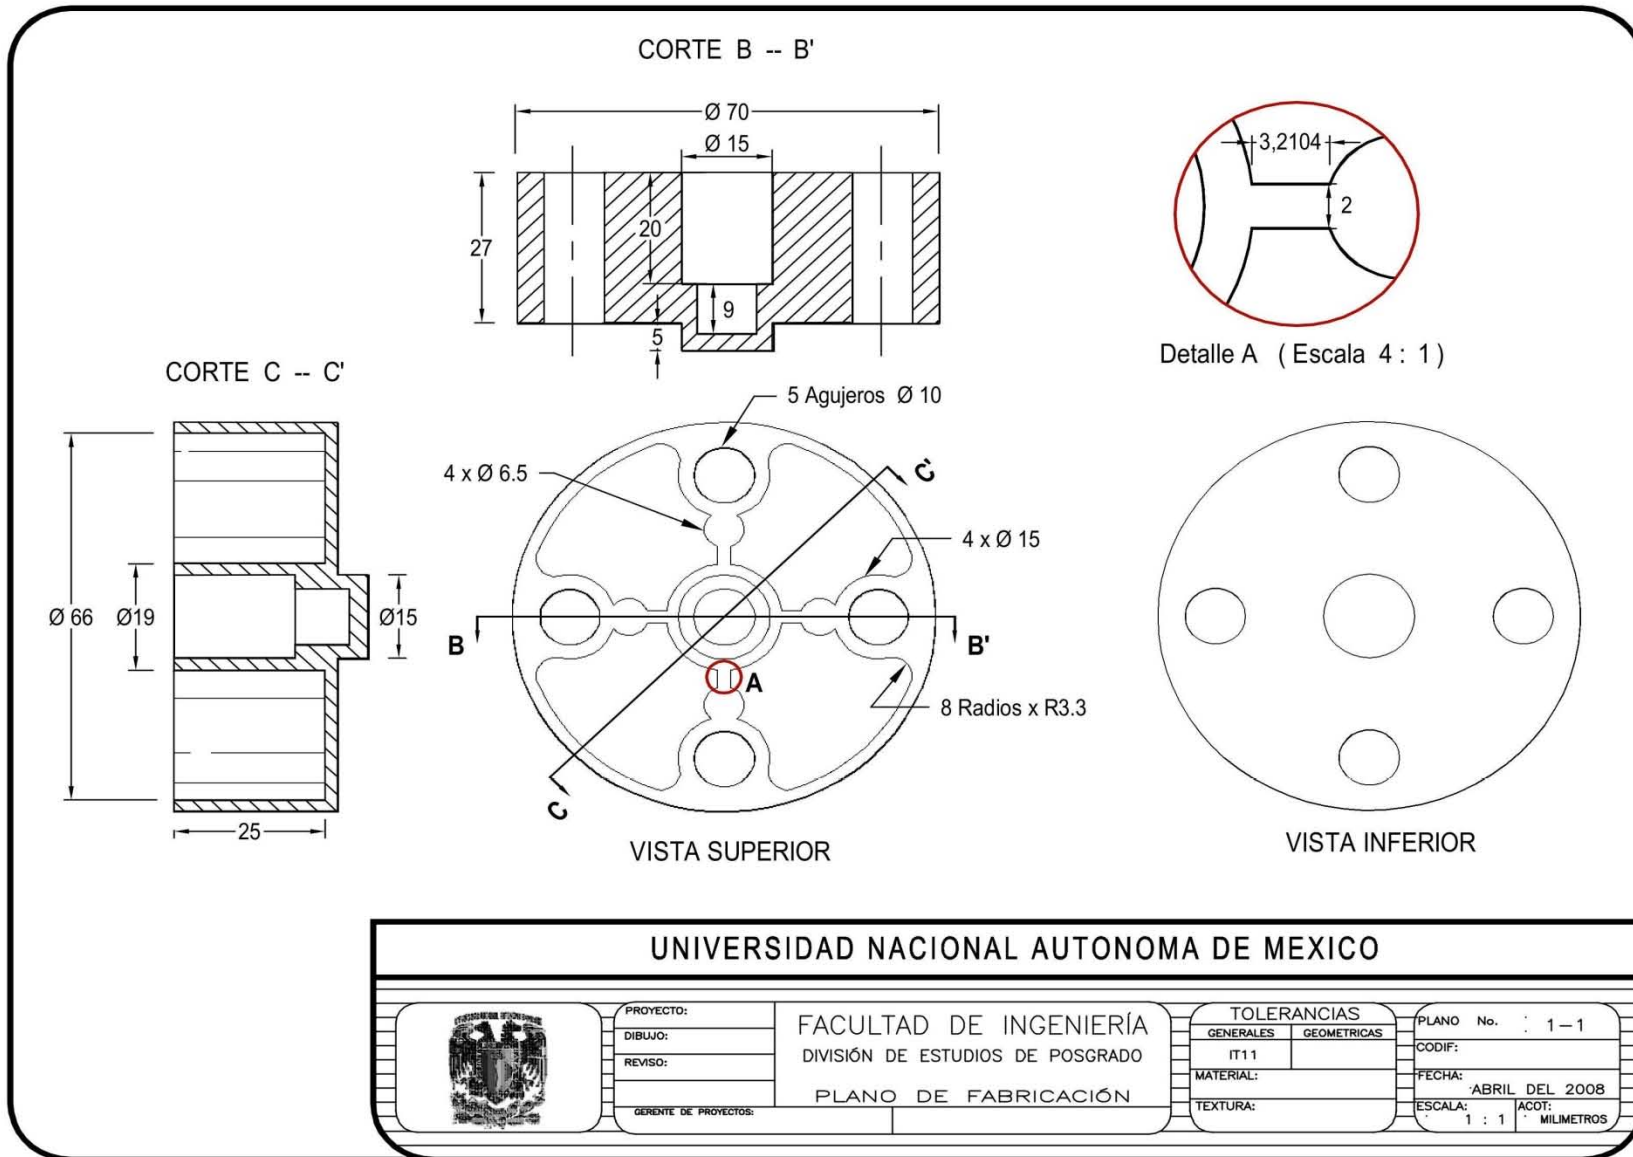 CORTE B -- B'
Ø 70
Ø 15
27
20
9
5
3,2104
2
Detalle A ( Escala 4 : 1 )
CORTE C -- C'
Ø 66
Ø19
Ø15
25
5 Agujeros Ø 10
4 x Ø 6.5
C'
4 x Ø 15
B
B'
A
8 Radios x R3.3
C
VISTA SUPERIOR
VISTA INFERIOR
UNIVERSIDAD NACIONAL AUTONOMA DE MEXICO
PROYECTO:
DIBUJO:
REVISO:
GERENTE DE PROYECTOS:
FACULTAD DE INGENIERÍA
DIVISIÓN DE ESTUDIOS DE POSGRADO
PLANO DE FABRICACIÓN
TOLERANCIAS
GENERALES GEOMETRICAS
IT11
MATERIAL:
TEXTURA:
PLANO No. : 1-1
CODIF:
FECHA:
ABRIL DEL 2008
ESCALA: 1 : 1
ACOT: MILIMETROS